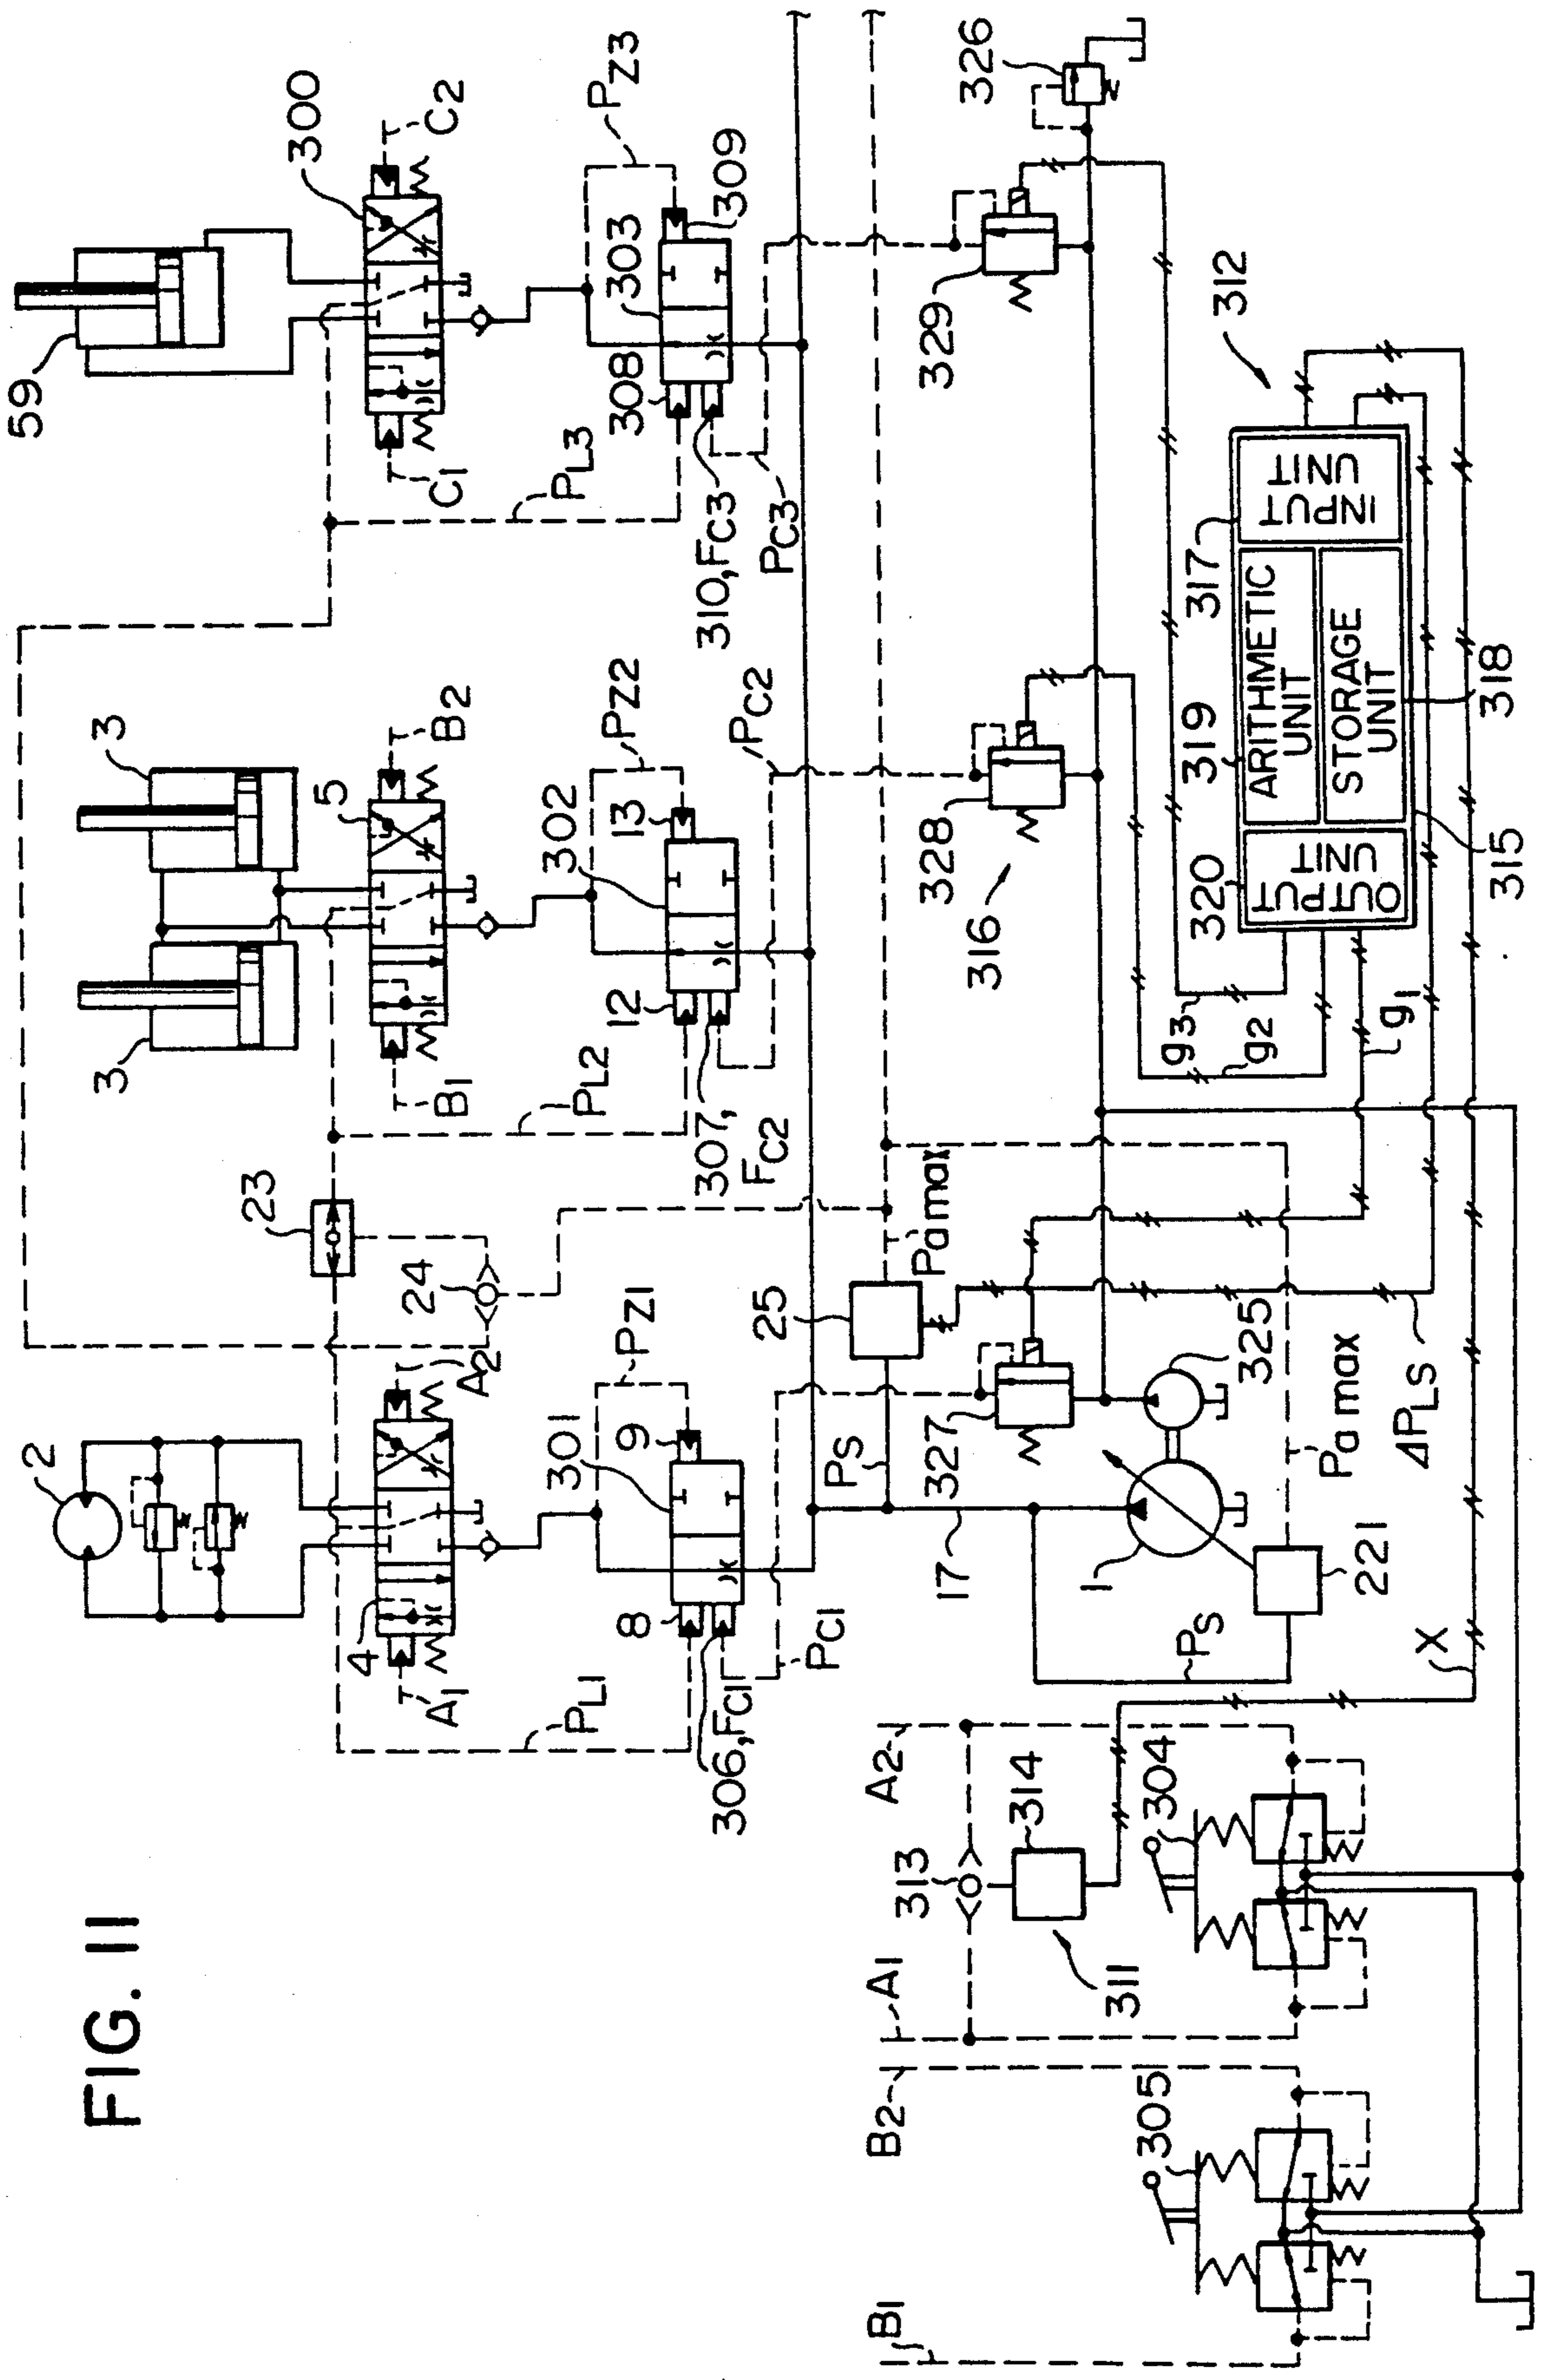 FIG. 11
59
300
C2
C1
PZ3
309
303
308
PL3
310, FC3
PC3
326
329
3
3
5
B2
B1
PZ2
13
302
12
PL2
307, FC2
PC2
328
316
312
INPUT UNIT
317
ARITHMETIC UNIT
319
STORAGE UNIT
318
OUTPUT UNIT
320
315
g3
g2
g1
23
24
2
4
A2
A1
PZ1
9
301
8
PL1
306, FC1
PC1
25
Pamax
PS
327
325
17
1
221
PS
Pamax
ΔPLS
X
A2
314
313
A1
311
304
B2
305
B1